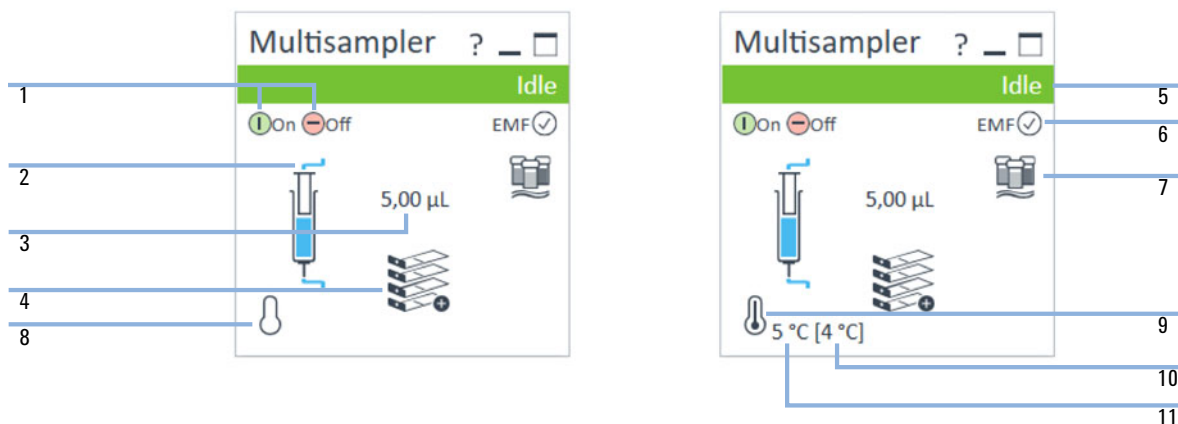 Multisampler ?
Idle
On Off EMF
5,00 µL
1
2
3
4
8
Multisampler ?
Idle
On Off EMF
5,00 µL
5 °C [4 °C]
5
6
7
9
10
11